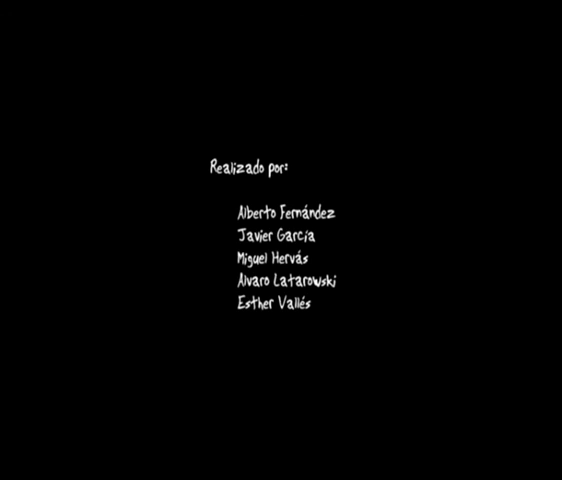 Realizado por:
Alberto Fernández
Javier García
Miguel Hervás
Alvaro Latarowski
Esther Vallés